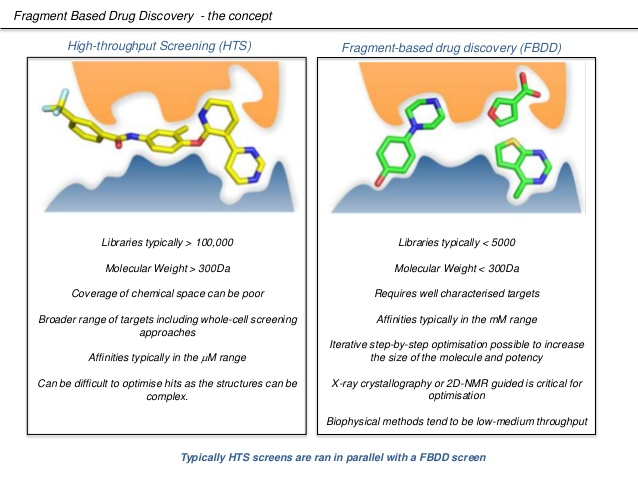 Fragment Based Drug Discovery - the concept
High-throughput Screening (HTS)
Libraries typically > 100,000
Molecular Weight > 300Da
Coverage of chemical space can be poor
Broader range of targets including whole-cell screening
approaches
Affinities typically in the μM range
Can be difficult to optimise hits as the structures can be
complex.
Fragment-based drug discovery (FBDD)
Libraries typically < 5000
Molecular Weight < 300Da
Requires well characterised targets
Affinities typically in the mM range
Iterative step-by-step optimisation possible to increase
the size of the molecule and potency
X-ray crystallography or 2D-NMR guided is critical for
optimisation
Biophysical methods tend to be low-medium throughput
Typically HTS screens are ran in parallel with a FBDD screen